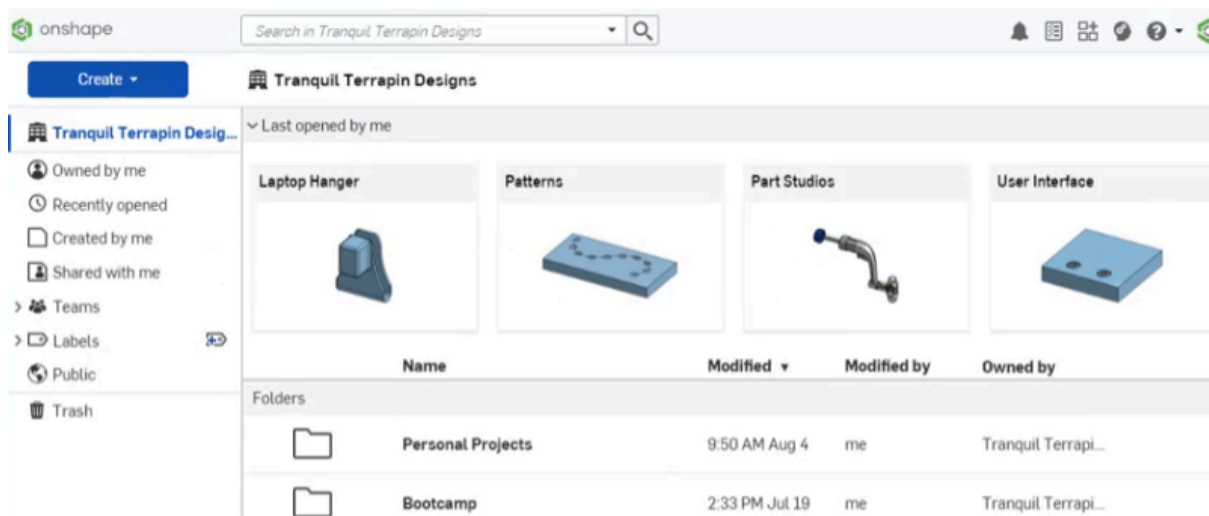 onshape
Search in Tranquil Terrapin Designs
Create
Tranquil Terrapin Designs
Tranquil Terrapin Desig...
Owned by me
Recently opened
Created by me
Shared with me
Teams
Labels
Public
Trash
Last opened by me
Laptop Hanger Patterns Part Studios User Interface
Name Modified Modified by Owned by
Folders
Personal Projects 9:50 AM Aug 4 me Tranquil Terrapi...
Bootcamp 2:33 PM Jul 19 me Tranquil Terrapi...